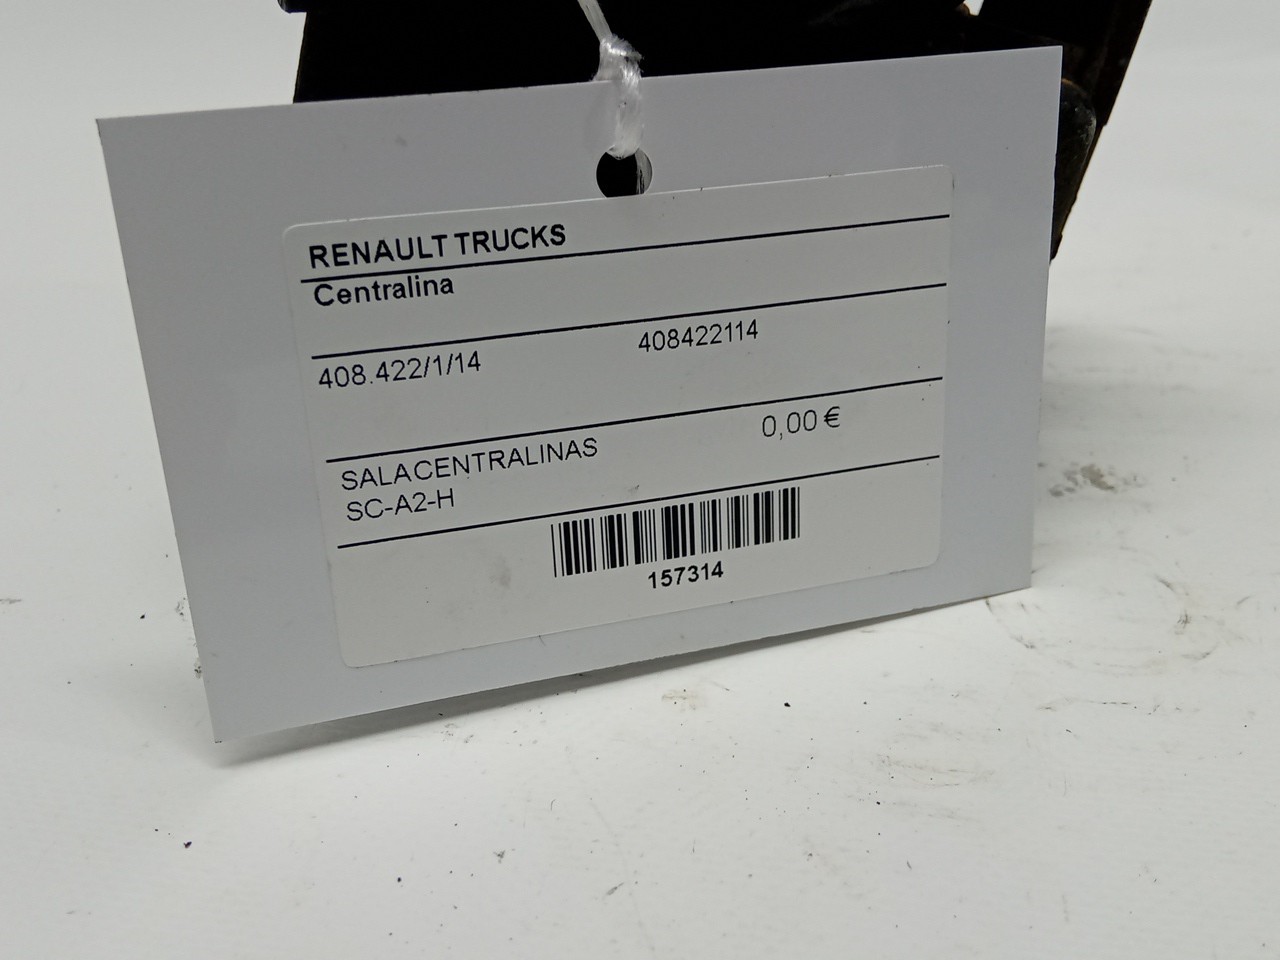 RENAULT TRUCKS
Centralina
408.422/1/14 408422114
SALACENTRALINAS 0,00 €
SC-A2-H
157314